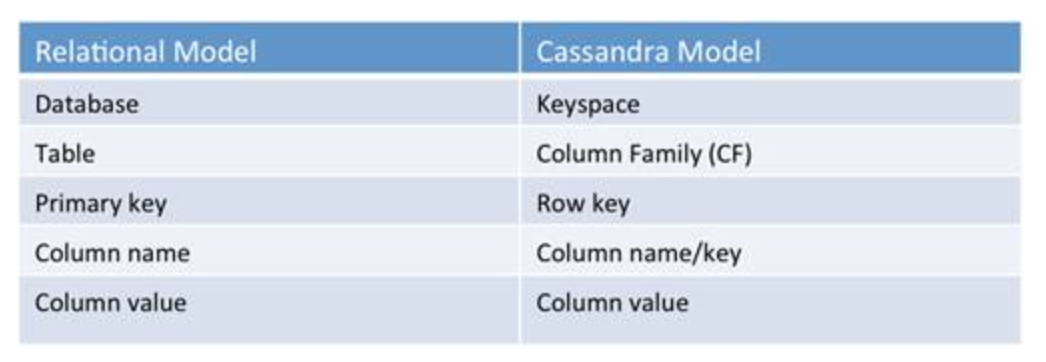 Relational Model Cassandra Model
Database Keyspace
Table Column Family (CF)
Primary key Row key
Column name Column name/key
Column value Column value